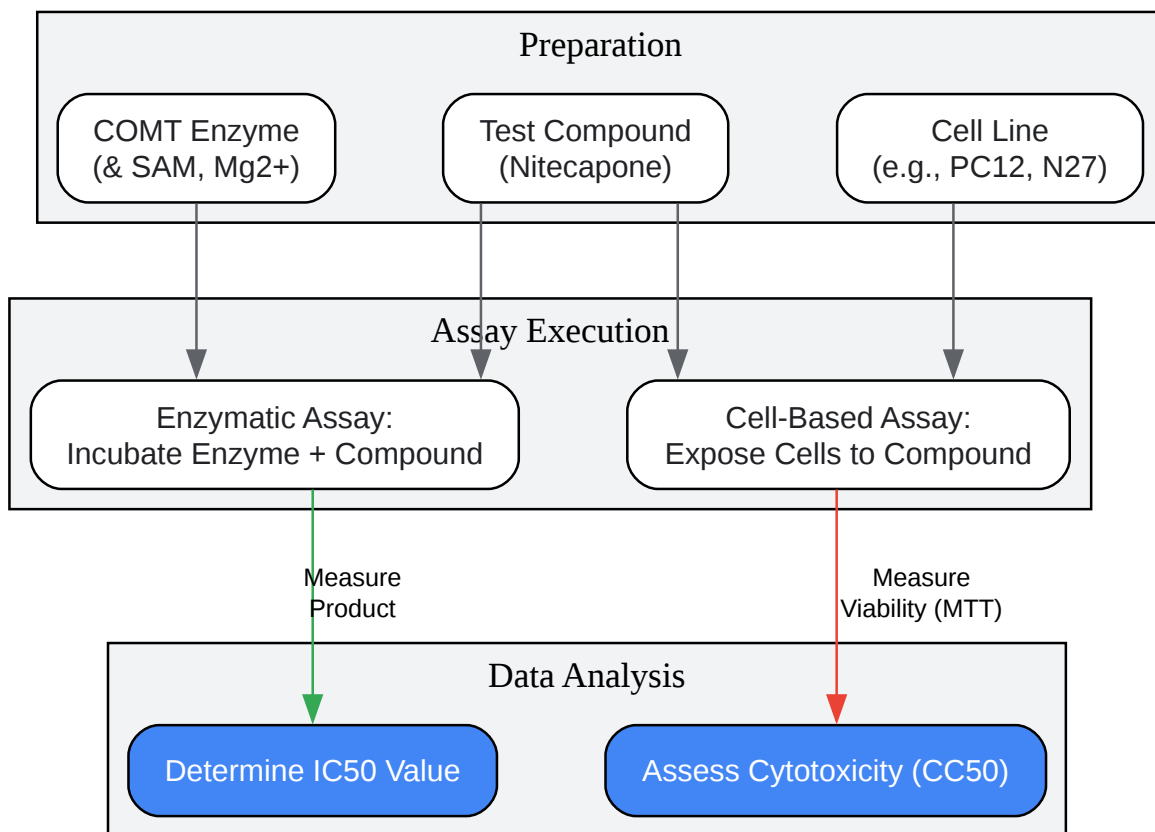 Preparation
COMT Enzyme
(& SAM, Mg2+)
Test Compound
(Nitecapone)
Cell Line
(e.g., PC12, N27)
Assay Execution
Enzymatic Assay:
Incubate Enzyme + Compound
Cell-Based Assay:
Expose Cells to Compound
Measure
Product
Measure
Viability (MTT)
Data Analysis
Determine IC50 Value
Assess Cytotoxicity (CC50)